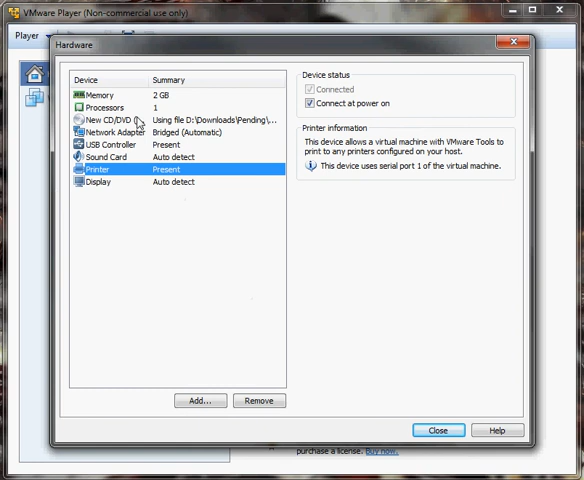 VMware Player (Non-commercial use only)
Player
Hardware
Device Summary
Memory 2 GB
Processors 1
New CD/DVD ( Using file D:\Downloads\Pending\,...
Network Adapter Bridged (Automatic)
USB Controller Present
Sound Card Auto detect
Printer Present
Display Auto detect
Device status
Connected
Connect at power on
Printer information
This device allows a virtual machine with VMware Tools to
print to any printers configured on your host.
This device uses serial port 1 of the virtual machine.
Add... Remove
Close Help
purchase a license. Buy now.